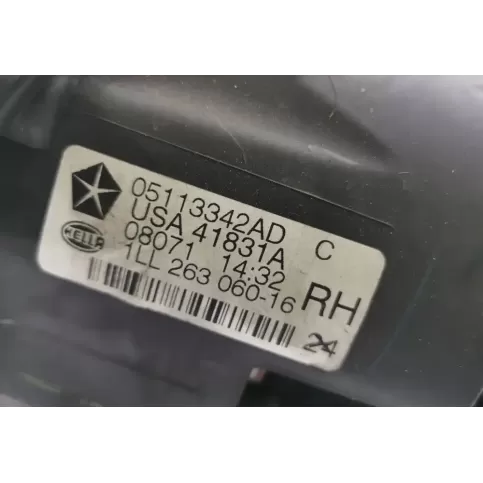 05113342AD C
USA 41831A
08071 14:32
1LL 263 060-16
RH
24
HELLA